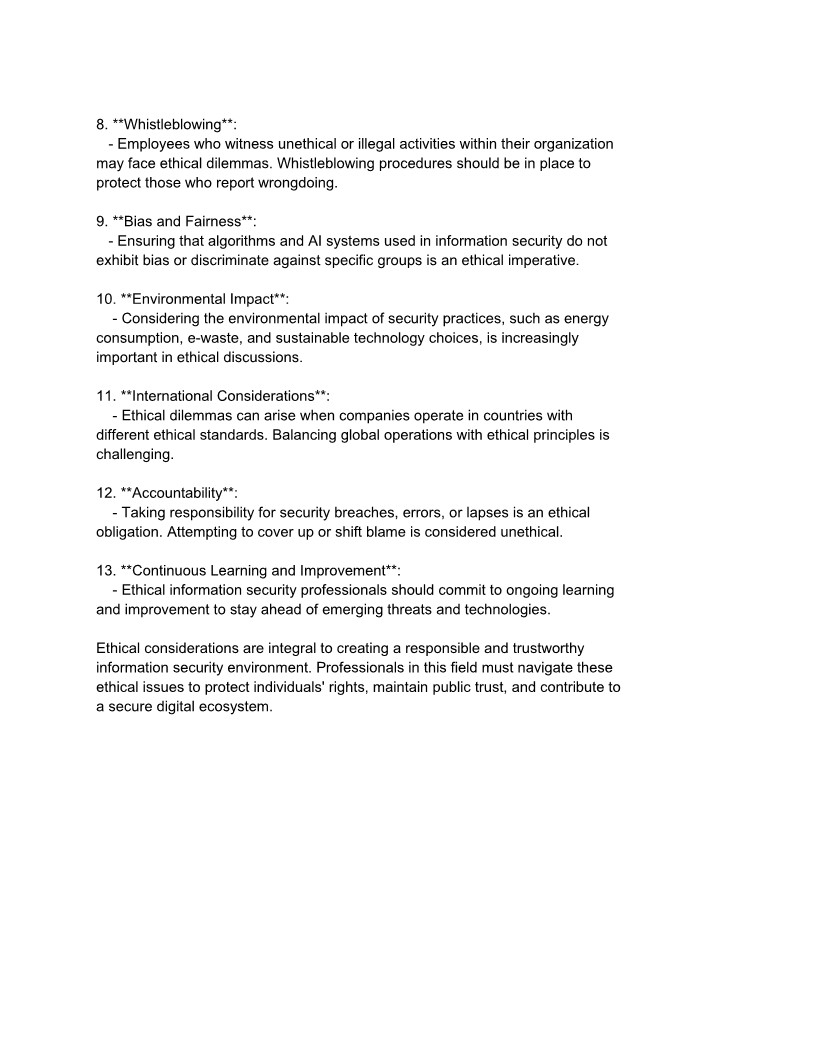 8. **Whistleblowing**:
   - Employees who witness unethical or illegal activities within their organization
may face ethical dilemmas. Whistleblowing procedures should be in place to
protect those who report wrongdoing.

9. **Bias and Fairness**:
   - Ensuring that algorithms and AI systems used in information security do not
exhibit bias or discriminate against specific groups is an ethical imperative.

10. **Environmental Impact**:
    - Considering the environmental impact of security practices, such as energy
consumption, e-waste, and sustainable technology choices, is increasingly
important in ethical discussions.

11. **International Considerations**:
    - Ethical dilemmas can arise when companies operate in countries with
different ethical standards. Balancing global operations with ethical principles is
challenging.

12. **Accountability**:
    - Taking responsibility for security breaches, errors, or lapses is an ethical
obligation. Attempting to cover up or shift blame is considered unethical.

13. **Continuous Learning and Improvement**:
    - Ethical information security professionals should commit to ongoing learning
and improvement to stay ahead of emerging threats and technologies.

Ethical considerations are integral to creating a responsible and trustworthy
information security environment. Professionals in this field must navigate these
ethical issues to protect individuals' rights, maintain public trust, and contribute to
a secure digital ecosystem.